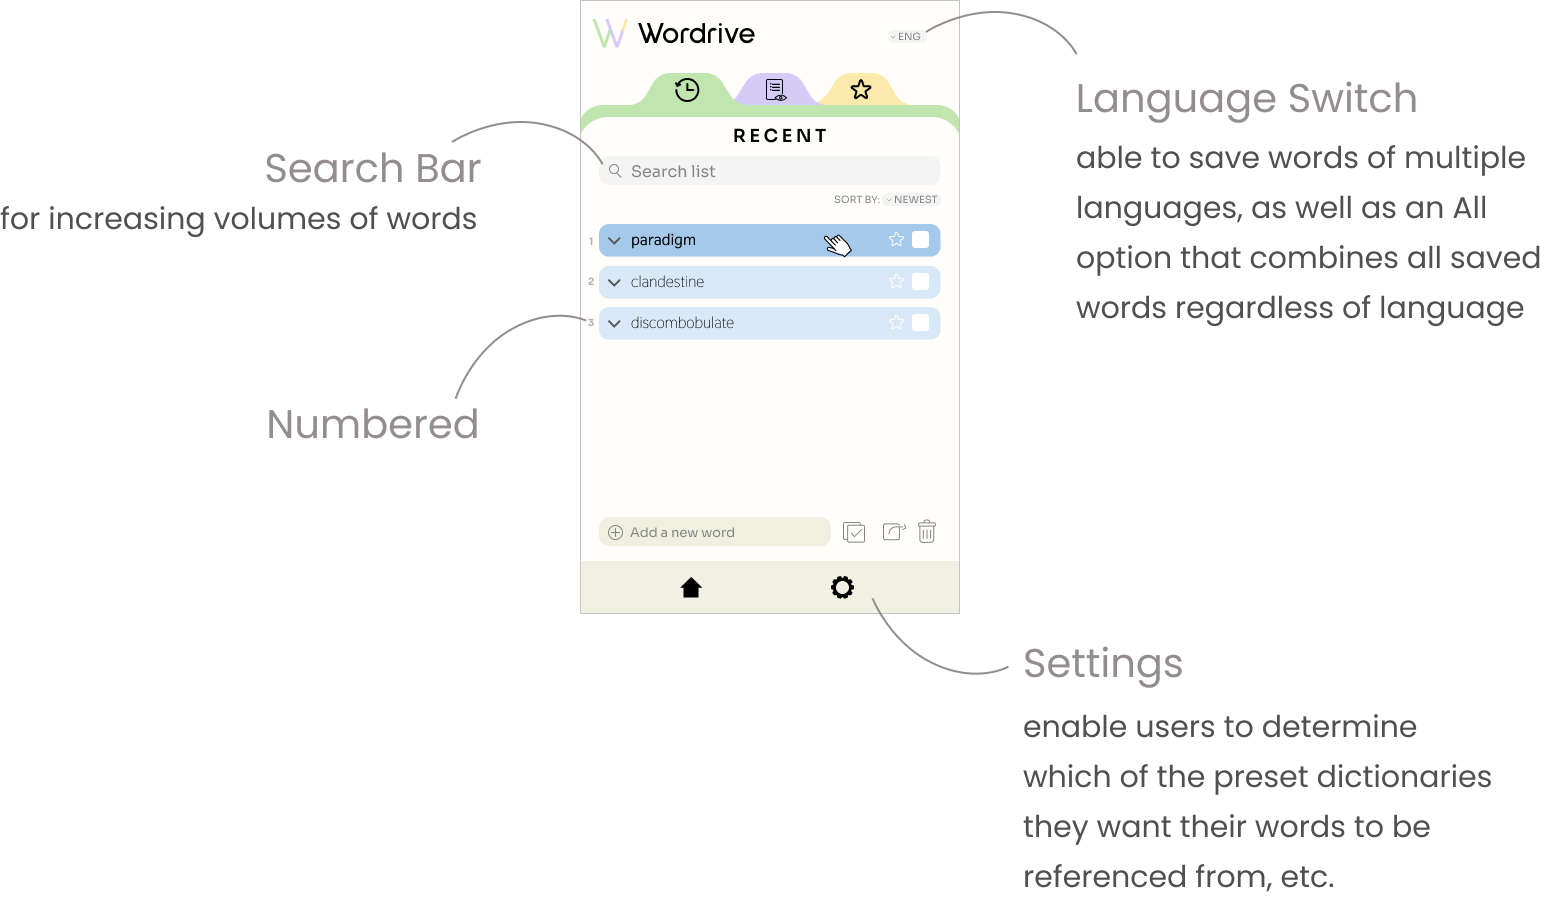 Wordrive
ENG
RECENT
Search list
SORT BY: NEWEST
1 paradigm
2 clandestine
3 discombobulate
Add a new word
Search Bar
for increasing volumes of words
Numbered
Language Switch
able to save words of multiple
languages, as well as an All
option that combines all saved
words regardless of language
Settings
enable users to determine
which of the preset dictionaries
they want their words to be
referenced from, etc.